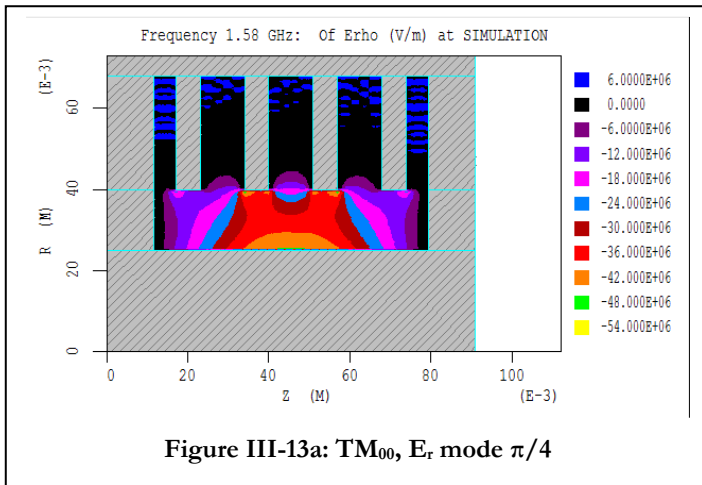 Frequency 1.58 GHz: Of Erho (V/m) at SIMULATION
(E-3)
R (M)
60
40
20
0
0 20 40 60 80 100
Z (M) (E-3)
6.0000E+06
0.0000
-6.0000E+06
-12.000E+06
-18.000E+06
-24.000E+06
-30.000E+06
-36.000E+06
-42.000E+06
-48.000E+06
-54.000E+06
Figure III-13a: TM₀₀, Eᵣ mode π/4